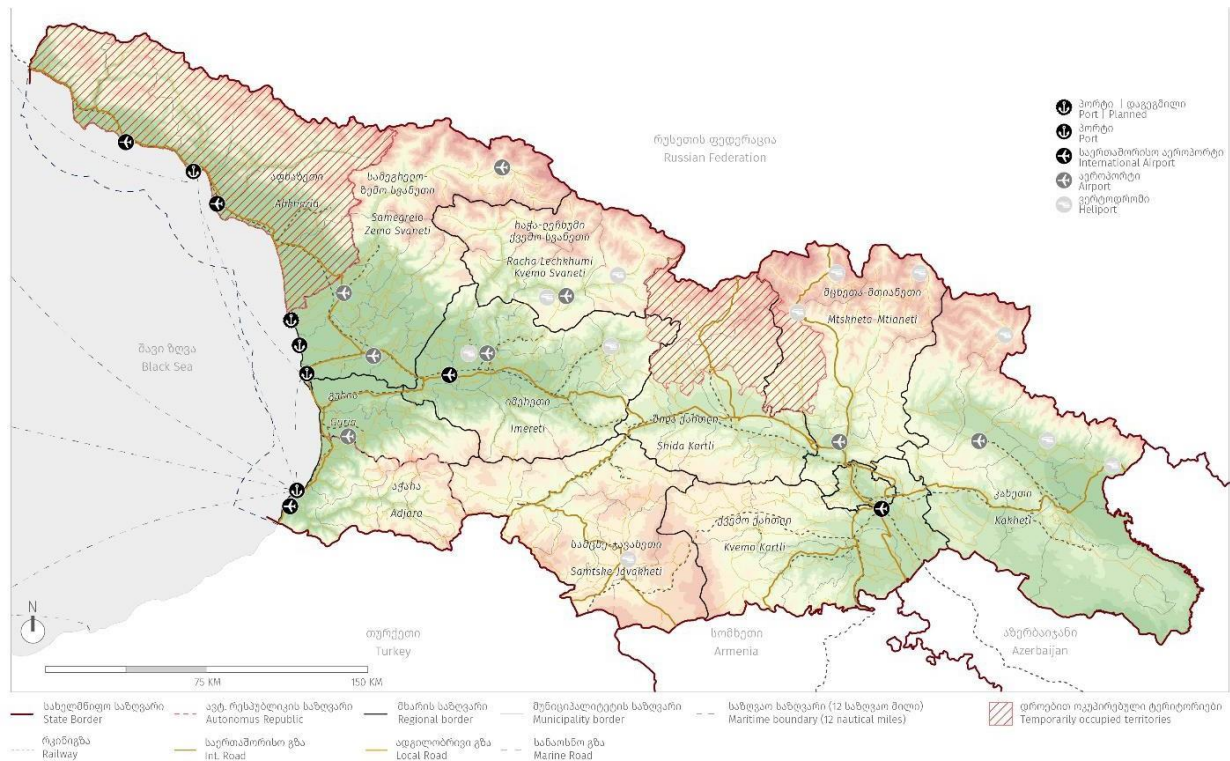 პორტი | დაგეგმილი
Port | Planned
პორტი
Port
საერთაშორისო აეროპორტი
International Airport
აეროპორტი
Airport
ვერტოდრომი
Heliport
რუსეთის ფედერაცია
Russian Federation
აფხაზეთი
Abkhazia
სამეგრელო-
ზემო სვანეთი
Samegrelo
Zemo Svaneti
რაჭა-ლეჩხუმი
ქვემო სვანეთი
Racha Lechkhumi
Kvemo Svaneti
მცხეთა-მთიანეთი
Mtskheta Mtianeti
შავი ზღვა
Black Sea
გურია
Guria
იმერეთი
Imereti
შიდა ქართლი
Shida Kartli
აჭარა
Adjara
კახეთი
Kakheti
ქვემო ქართლი
Kvemo Kartli
სამცხე-ჯავახეთი
Samtske Javakheti
N
თურქეთი
Turkey
სომხეთი
Armenia
აზერბაიჯანი
Azerbaijan
75 KM
150 KM
სახელმწიფო საზღვარი
State Border
ავტ. რესპუბლიკის საზღვარი
Autonomus Republic
მხარის საზღვარი
Regional border
მუნიციპალიტეტის საზღვარი
Municipality border
საზღვაო საზღვარი (12 საზღვაო მილი)
Maritime boundary (12 nautical miles)
დროებით ოკუპირებული ტერიტორიები
Temporarily occupied territories
რკინიგზა
Railway
საერთაშორისო გზა
Int. Road
ადგილობრივი გზა
Local Road
სანაოსნო გზა
Marine Road